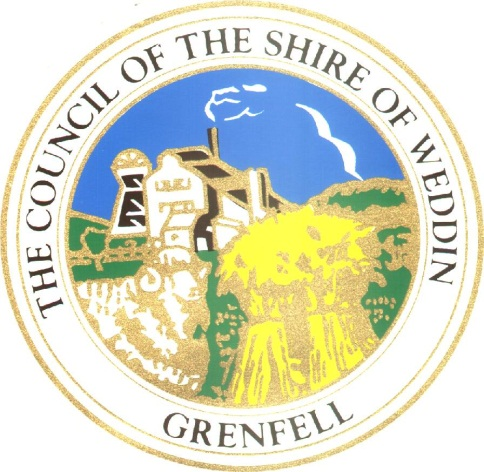 THE COUNCIL OF THE SHIRE OF WEDDIN
GRENFELL